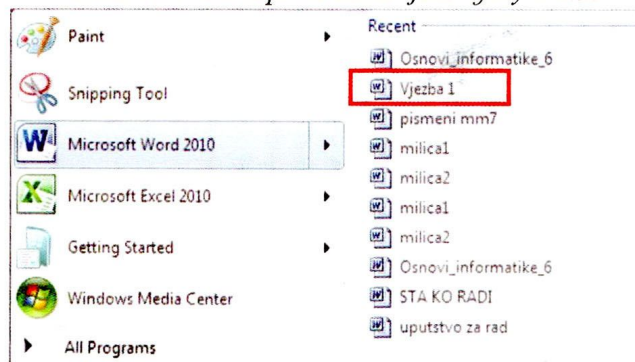 Paint
Snipping Tool
Microsoft Word 2010
Microsoft Excel 2010
Getting Started
Windows Media Center
All Programs
Recent
Osnovi_informatike_6
Vjezba 1
pismeni mm7
milica1
milica2
milica1
milica2
Osnovi_informatike_6
STA KO RADI
uputstvo za rad